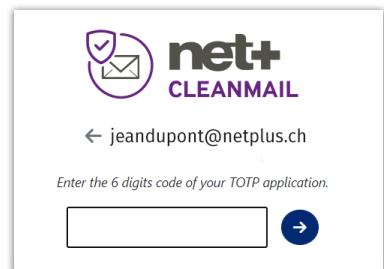 net+
CLEANMAIL
← jeandupont@netplus.ch
Enter the 6 digits code of your TOTP application.
→